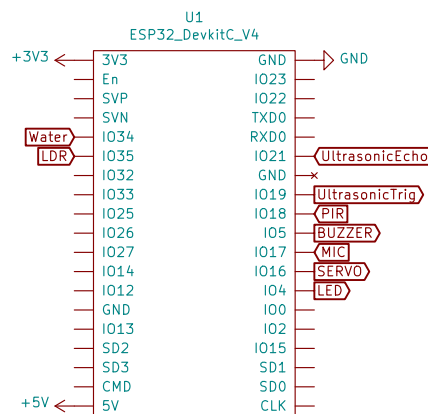 U1
ESP32_DevkitC_V4
+3V3 3V3 GND GND
En IO23
SVP IO22
SVN TXD0
Water IO34 RXD0
LDR IO35 IO21 UltrasonicEcho
IO32 GND
IO33 IO19 UltrasonicTrig
IO25 IO18 PIR
IO26 IO5 BUZZER
IO27 IO17 MIC
IO14 IO16 SERVO
IO12 IO4 LED
GND IO0
IO13 IO2
SD2 IO15
SD3 SD1
CMD SD0
+5V 5V CLK